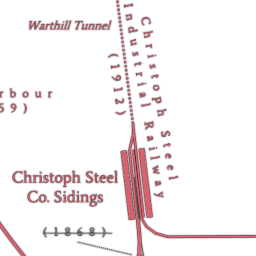 Warthill Tunnel
Christoph Steel
Industrial Railway
(1912)
rbour
59)
Christoph Steel
Co. Sidings
(1868)